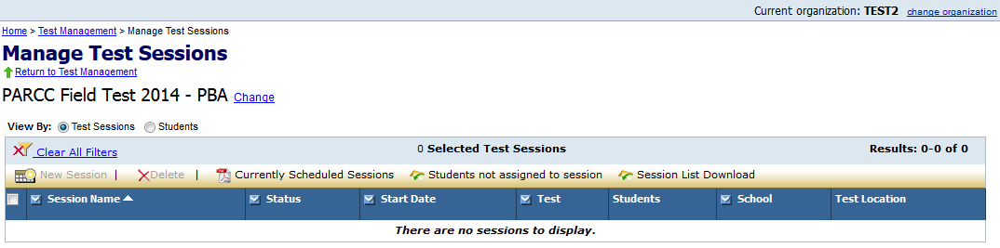 Current organization: TEST2 change organization
Home > Test Management > Manage Test Sessions
Manage Test Sessions
Return to Test Management
PARCC Field Test 2014 - PBA Change
View By: Test Sessions Students
Clear All Filters 0 Selected Test Sessions Results: 0-0 of 0
New Session | Delete | Currently Scheduled Sessions Students not assigned to session Session List Download
Session Name Status Start Date Test Students School Test Location
There are no sessions to display.